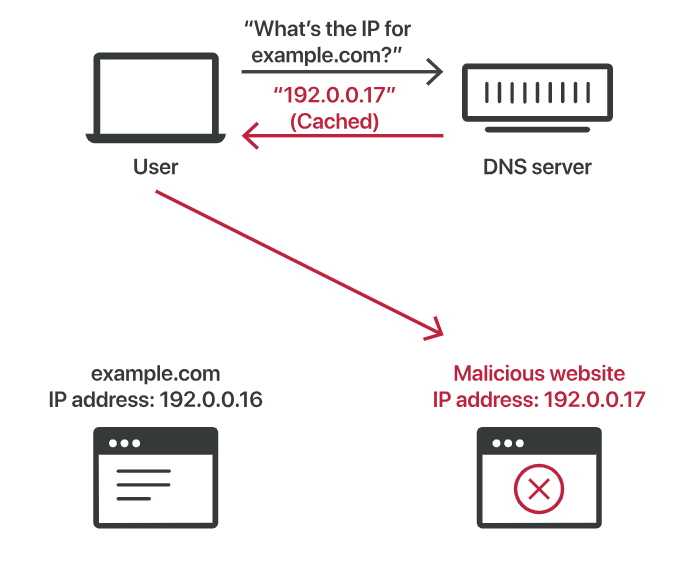 “What’s the IP for
example.com?”
“192.0.0.17”
(Cached)
User
DNS server
example.com
IP address: 192.0.0.16
Malicious website
IP address: 192.0.0.17